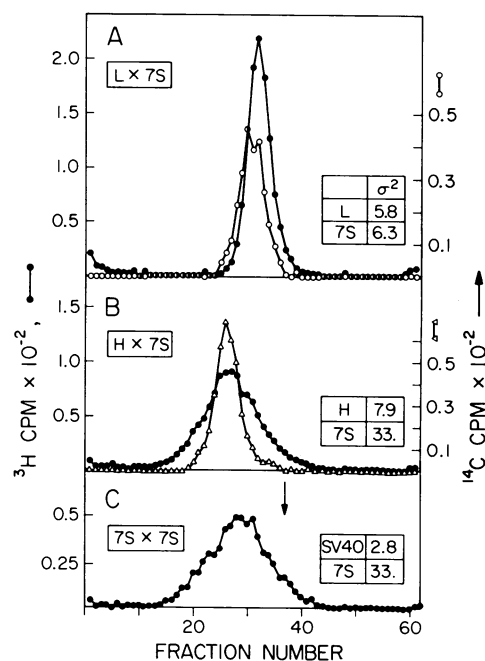 A
L × 7S
2.0
1.5
1.0
0.5
0.5
0.3
0.1
σ²
L 5.8
7S 6.3
B
H × 7S
1.5
1.0
0.5
0.5
0.3
0.1
H 7.9
7S 33.
C
7S × 7S
0.5
0.25
SV40 2.8
7S 33.
³H CPM × 10⁻²,
¹⁴C CPM × 10⁻²
0 20 40 60
FRACTION NUMBER